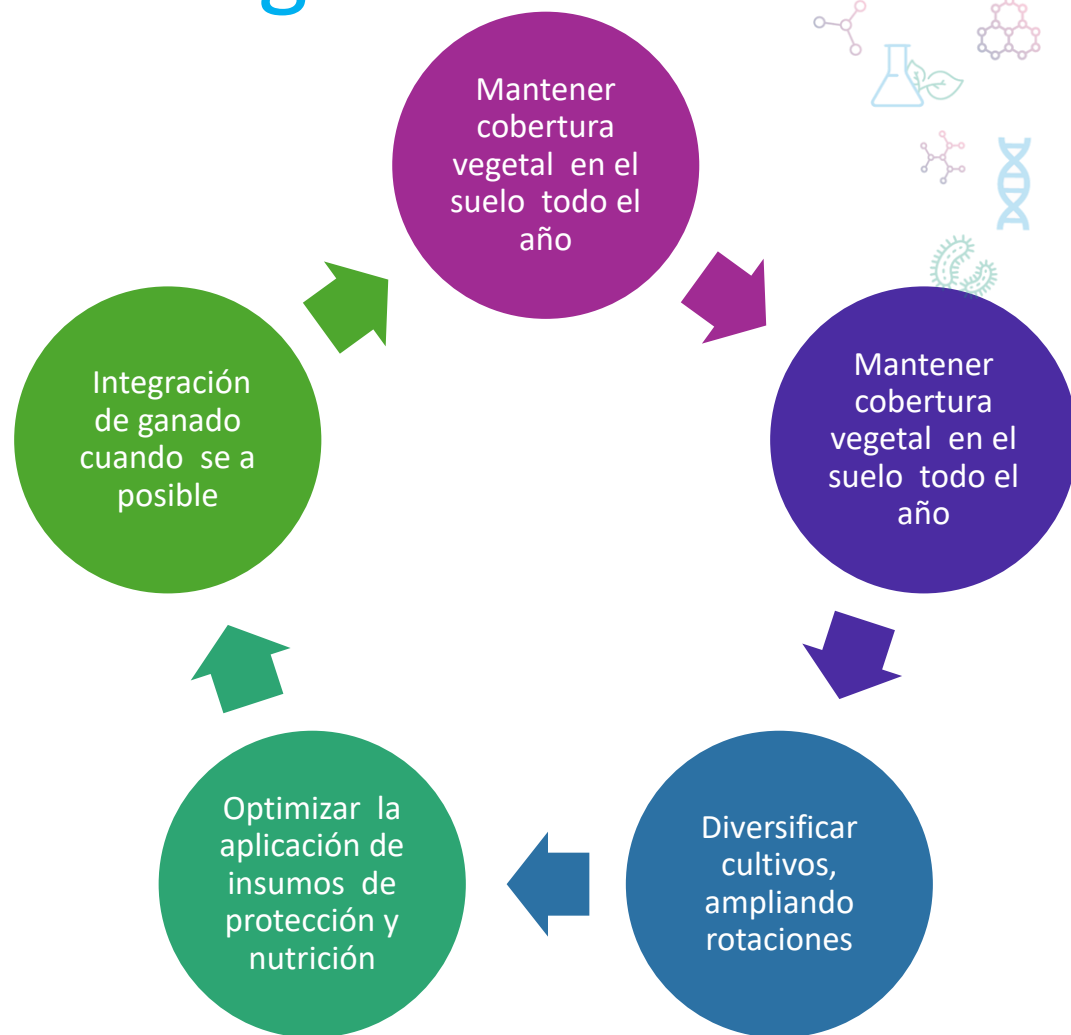 g
Mantener
cobertura
vegetal  en el
suelo  todo el
año
Mantener
cobertura
vegetal  en el
suelo  todo el
año
Diversificar
cultivos,
ampliando
rotaciones
Optimizar  la
aplicación de
insumos  de
protección y
nutrición
Integración
de ganado
cuando  se a
posible